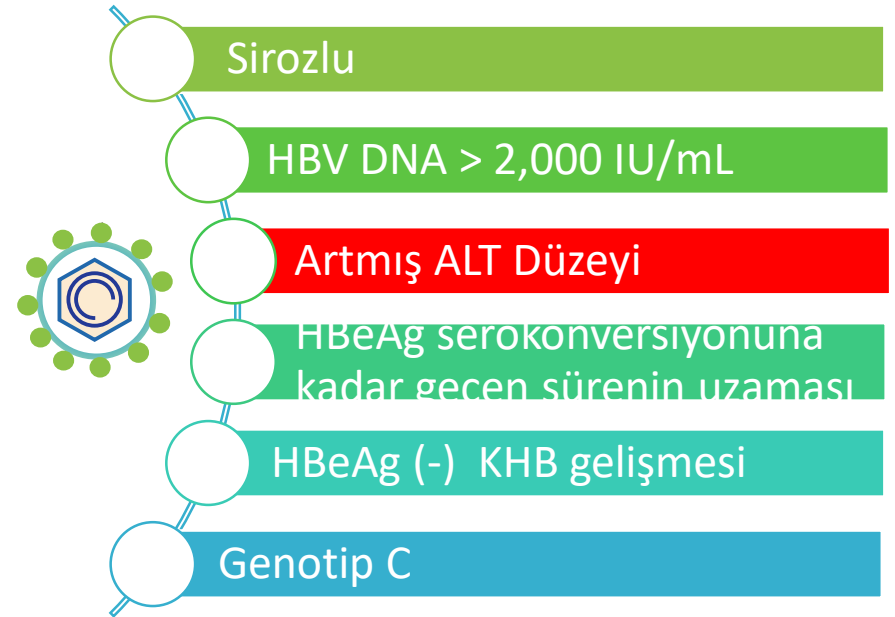 Sirozlu
HBV DNA > 2,000 IU/mL
Artmış ALT Düzeyi
HBeAg serokonversiyonuna
kadar geçen sürenin uzaması
HBeAg (-)  KHB gelişmesi
Genotip C